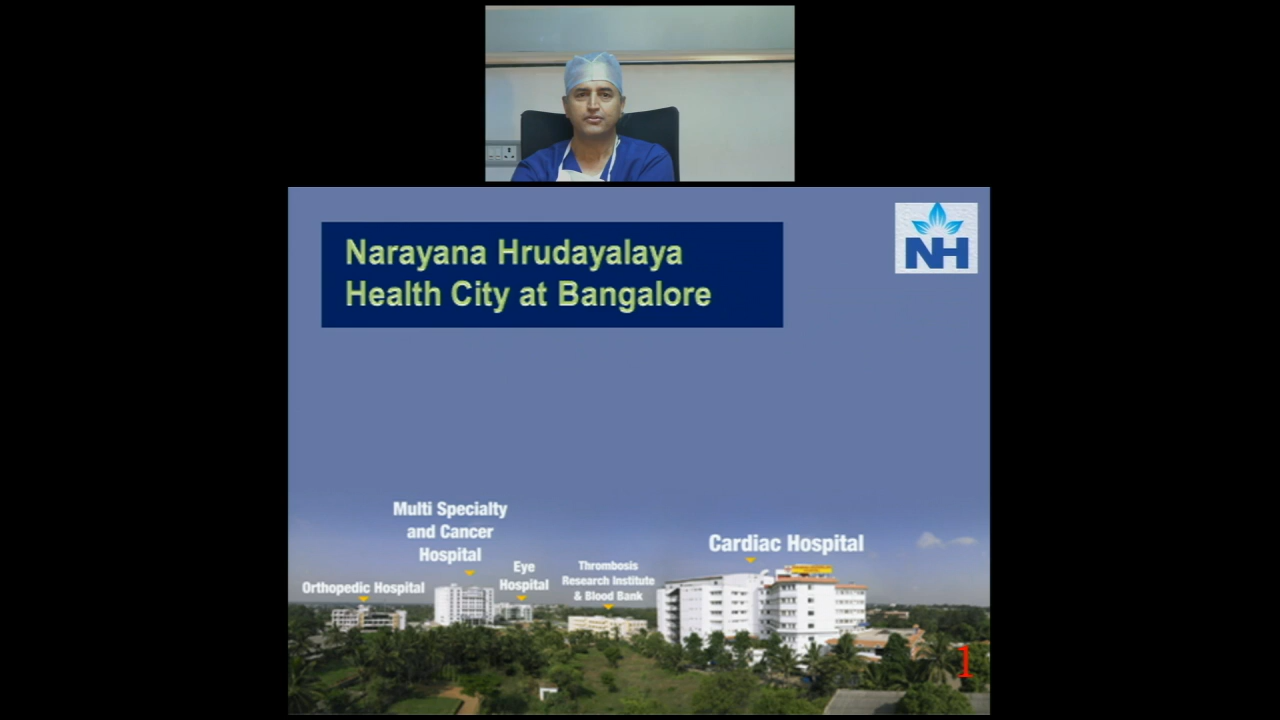 NH
Narayana Hrudayalaya
Health City at Bangalore
Multi Specialty
and Cancer
Hospital
Cardiac Hospital
Eye
Hospital
Thrombosis
Research Institute
& Blood Bank
Orthopedic Hospital
1